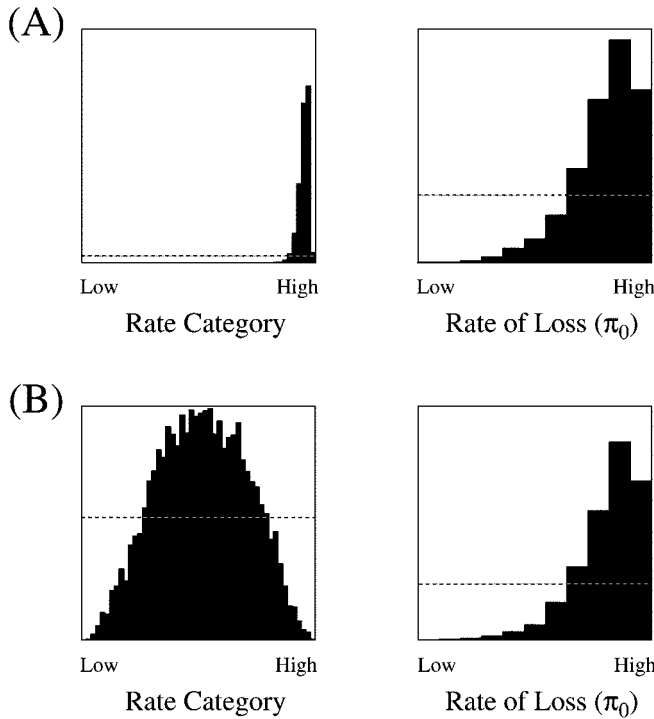 (A)
Low High Low High
Rate Category Rate of Loss (π₀)
(B)
Low High Low High
Rate Category Rate of Loss (π₀)